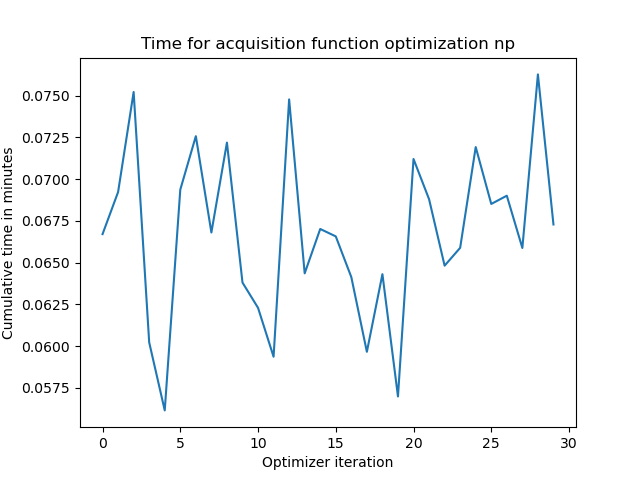 Time for acquisition function optimization np
Cumulative time in minutes
0.0750
0.0725
0.0700
0.0675
0.0650
0.0625
0.0600
0.0575
0 5 10 15 20 25 30
Optimizer iteration